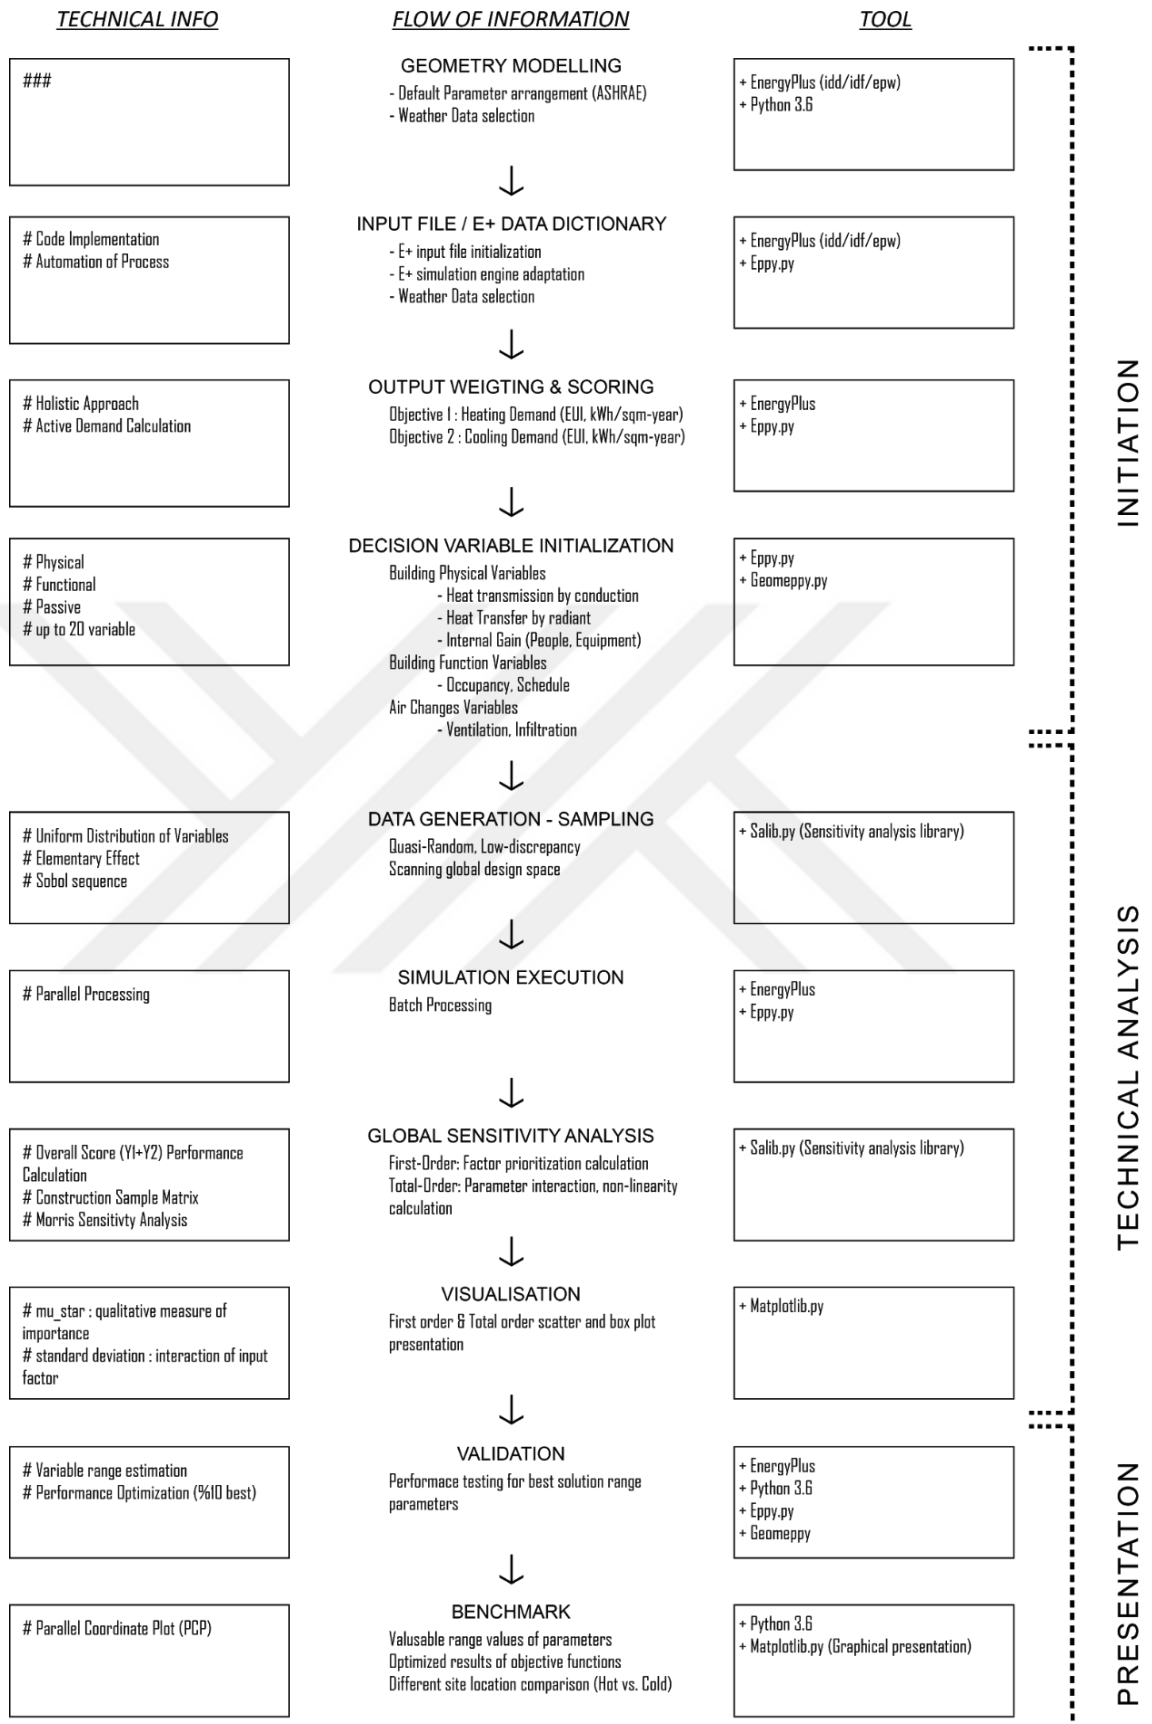 TECHNICAL INFO
FLOW OF INFORMATION
TOOL
###
GEOMETRY MODELLING
- Default Parameter arrangement (ASHRAE)
- Weather Data selection
+ EnergyPlus (idd/idf/epw)
+ Python 3.6
# Code Implementation
# Automation of Process
INPUT FILE / E+ DATA DICTIONARY
- E+ input file initialization
- E+ simulation engine adaptation
- Weather Data selection
+ EnergyPlus (idd/idf/epw)
+ Eppy.py
# Holistic Approach
# Active Demand Calculation
OUTPUT WEIGTING & SCORING
Objective 1 : Heating Demand (EUI, kWh/sqm-year)
Objective 2 : Cooling Demand (EUI, kWh/sqm-year)
+ EnergyPlus
+ Eppy.py
# Physical
# Functional
# Passive
# up to 20 variable
DECISION VARIABLE INITIALIZATION
Building Physical Variables
- Heat transmission by conduction
- Heat Transfer by radiant
- Internal Gain (People, Equipment)
Building Function Variables
- Occupancy, Schedule
Air Changes Variables
- Ventilation, Infiltration
+ Eppy.py
+ Geomeppy.py
INITIATION
# Uniform Distribution of Variables
# Elementary Effect
# Sobol sequence
DATA GENERATION - SAMPLING
Quasi-Random, Low-discrepancy
Scanning global design space
+ Salib.py (Sensitivity analysis library)
# Parallel Processing
SIMULATION EXECUTION
Batch Processing
+ EnergyPlus
+ Eppy.py
# Overall Score (Y1+Y2) Performance
Calculation
# Construction Sample Matrix
# Morris Sensitivty Analysis
GLOBAL SENSITIVITY ANALYSIS
First-Order: Factor prioritization calculation
Total-Order: Parameter interaction, non-linearity
calculation
+ Salib.py (Sensitivity analysis library)
# mu_star : qualitative measure of
importance
# standard deviation : interaction of input
factor
VISUALISATION
First order & Total order scatter and box plot
presentation
+ Matplotlib.py
TECHNICAL ANALYSIS
# Variable range estimation
# Performance Optimization (%10 best)
VALIDATION
Performace testing for best solution range
parameters
+ EnergyPlus
+ Python 3.6
+ Eppy.py
+ Geomeppy
# Parallel Coordinate Plot (PCP)
BENCHMARK
Valusable range values of parameters
Optimized results of objective functions
Different site location comparison (Hot vs. Cold)
+ Python 3.6
+ Matplotlib.py (Graphical presentation)
PRESENTATION